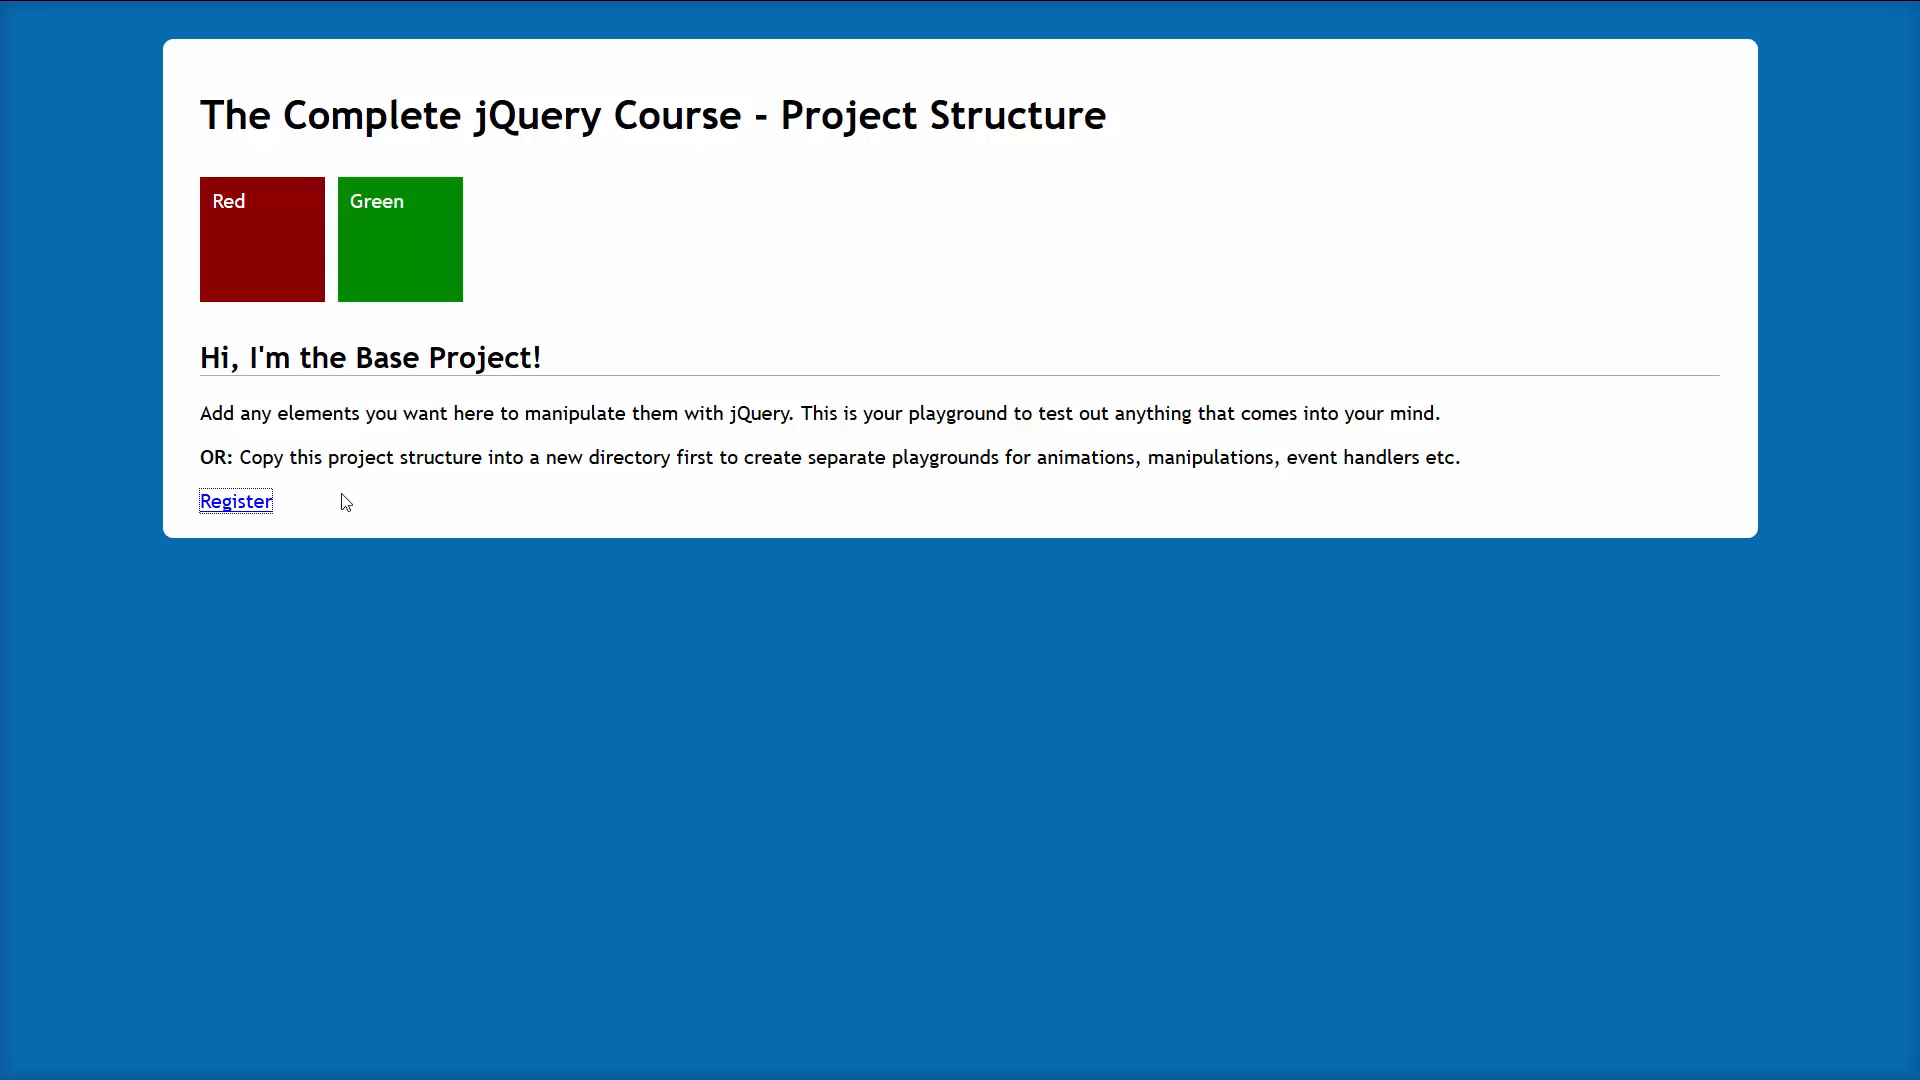 The Complete jQuery Course - Project Structure
Red
Green
Hi, I'm the Base Project!
Add any elements you want here to manipulate them with jQuery. This is your playground to test out anything that comes into your mind.
OR: Copy this project structure into a new directory first to create separate playgrounds for animations, manipulations, event handlers etc.
Register